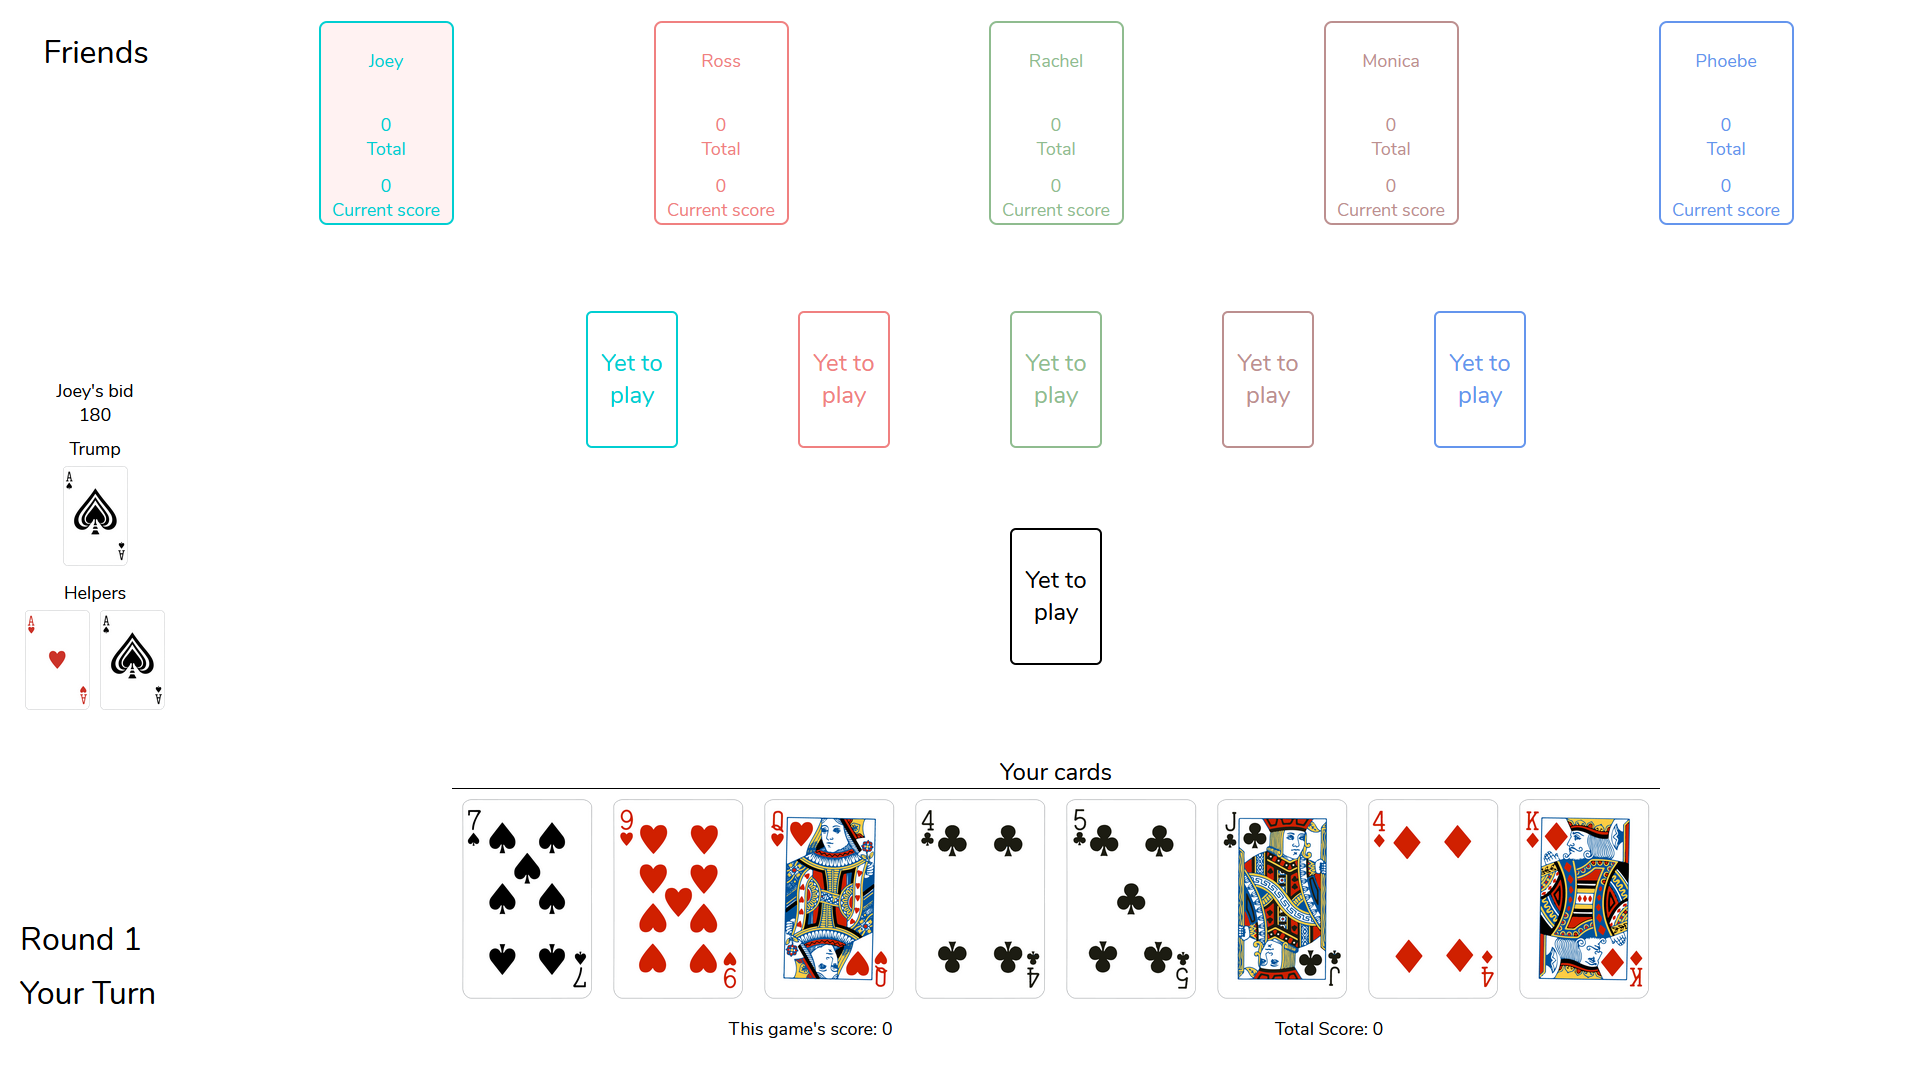 Friends
Joey
0
Total
0
Current score
Ross
0
Total
0
Current score
Rachel
0
Total
0
Current score
Monica
0
Total
0
Current score
Phoebe
0
Total
0
Current score
Yet to
play
Yet to
play
Yet to
play
Yet to
play
Yet to
play
Joey's bid
180
Trump
A
A
Helpers
A
A
A
A
Yet to
play
Your cards
7
7
9
9
Q
Q
4
4
5
5
J
J
4
4
K
K
Round 1
Your Turn
This game's score: 0
Total Score: 0